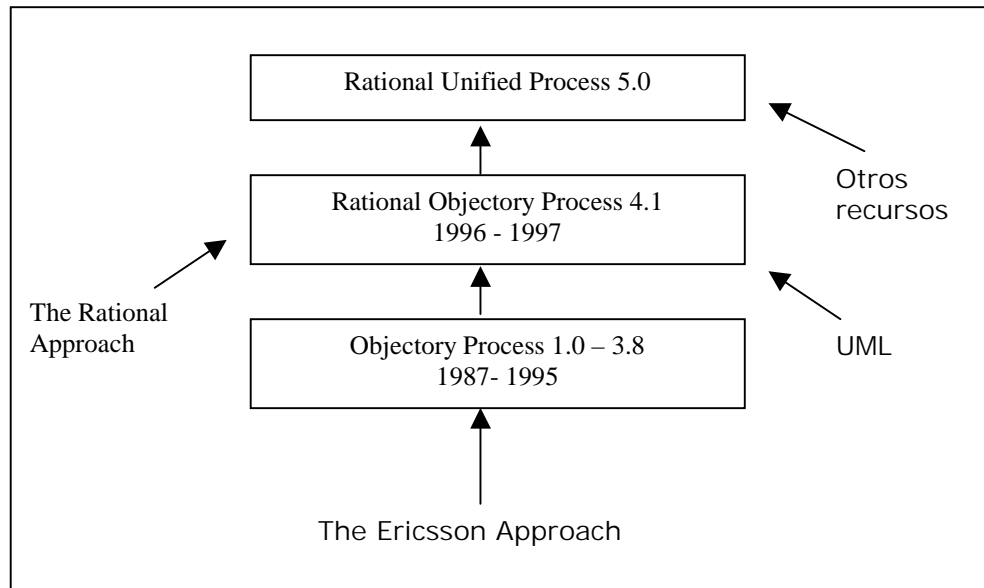 Rational Unified Process 5.0
Otros
recursos
Rational Objectory Process 4.1
1996 - 1997
The Rational
Approach
UML
Objectory Process 1.0 – 3.8
1987- 1995
The Ericsson Approach